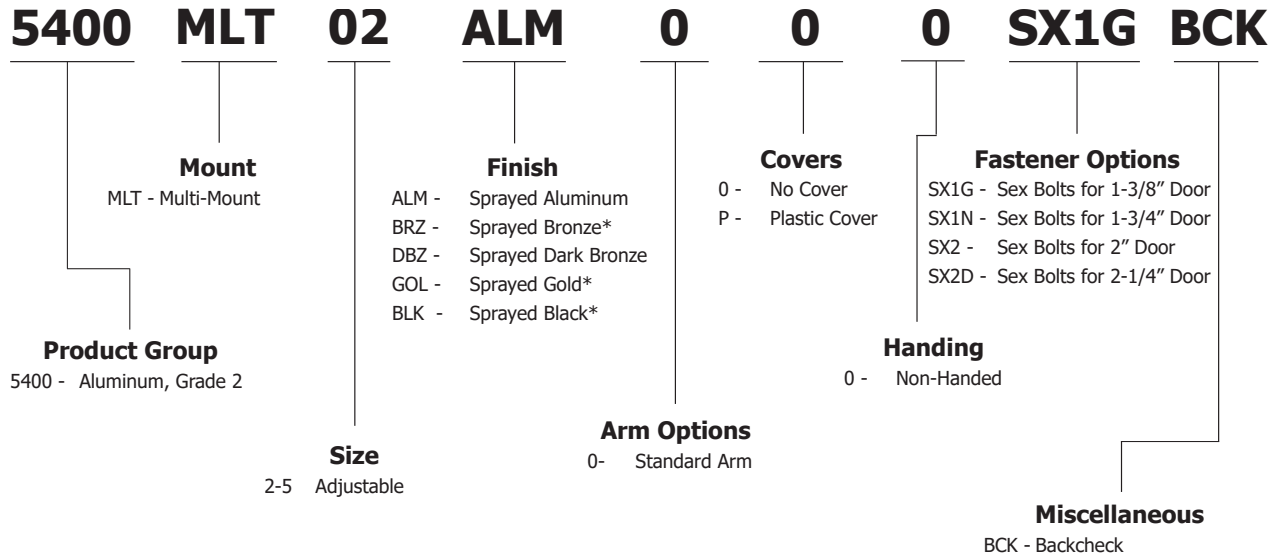 5400 MLT 02 ALM 0 0 0 SX1G BCK
Mount
MLT - Multi-Mount
Finish
ALM - Sprayed Aluminum
BRZ - Sprayed Bronze*
DBZ - Sprayed Dark Bronze
GOL - Sprayed Gold*
BLK - Sprayed Black*
Covers
0 - No Cover
P - Plastic Cover
Fastener Options
SX1G - Sex Bolts for 1-3/8” Door
SX1N - Sex Bolts for 1-3/4” Door
SX2 - Sex Bolts for 2” Door
SX2D - Sex Bolts for 2-1/4” Door
Product Group
5400 - Aluminum, Grade 2
Handing
0 - Non-Handed
Size
2-5 Adjustable
Arm Options
0- Standard Arm
Miscellaneous
BCK - Backcheck